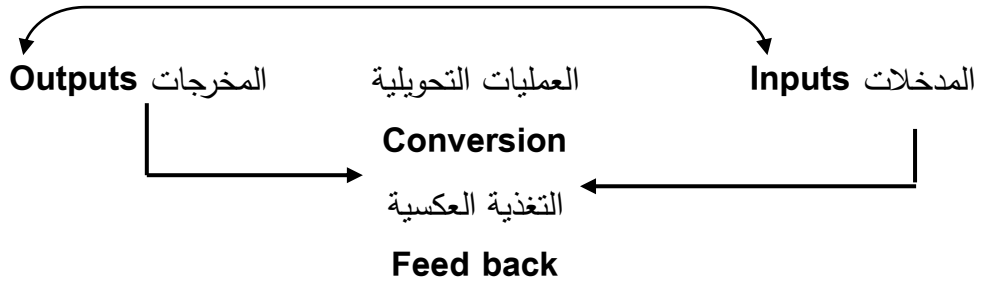 المدخلات Inputs العمليات التحويلية المخرجات Outputs
Conversion
التغذية العكسية
Feed back